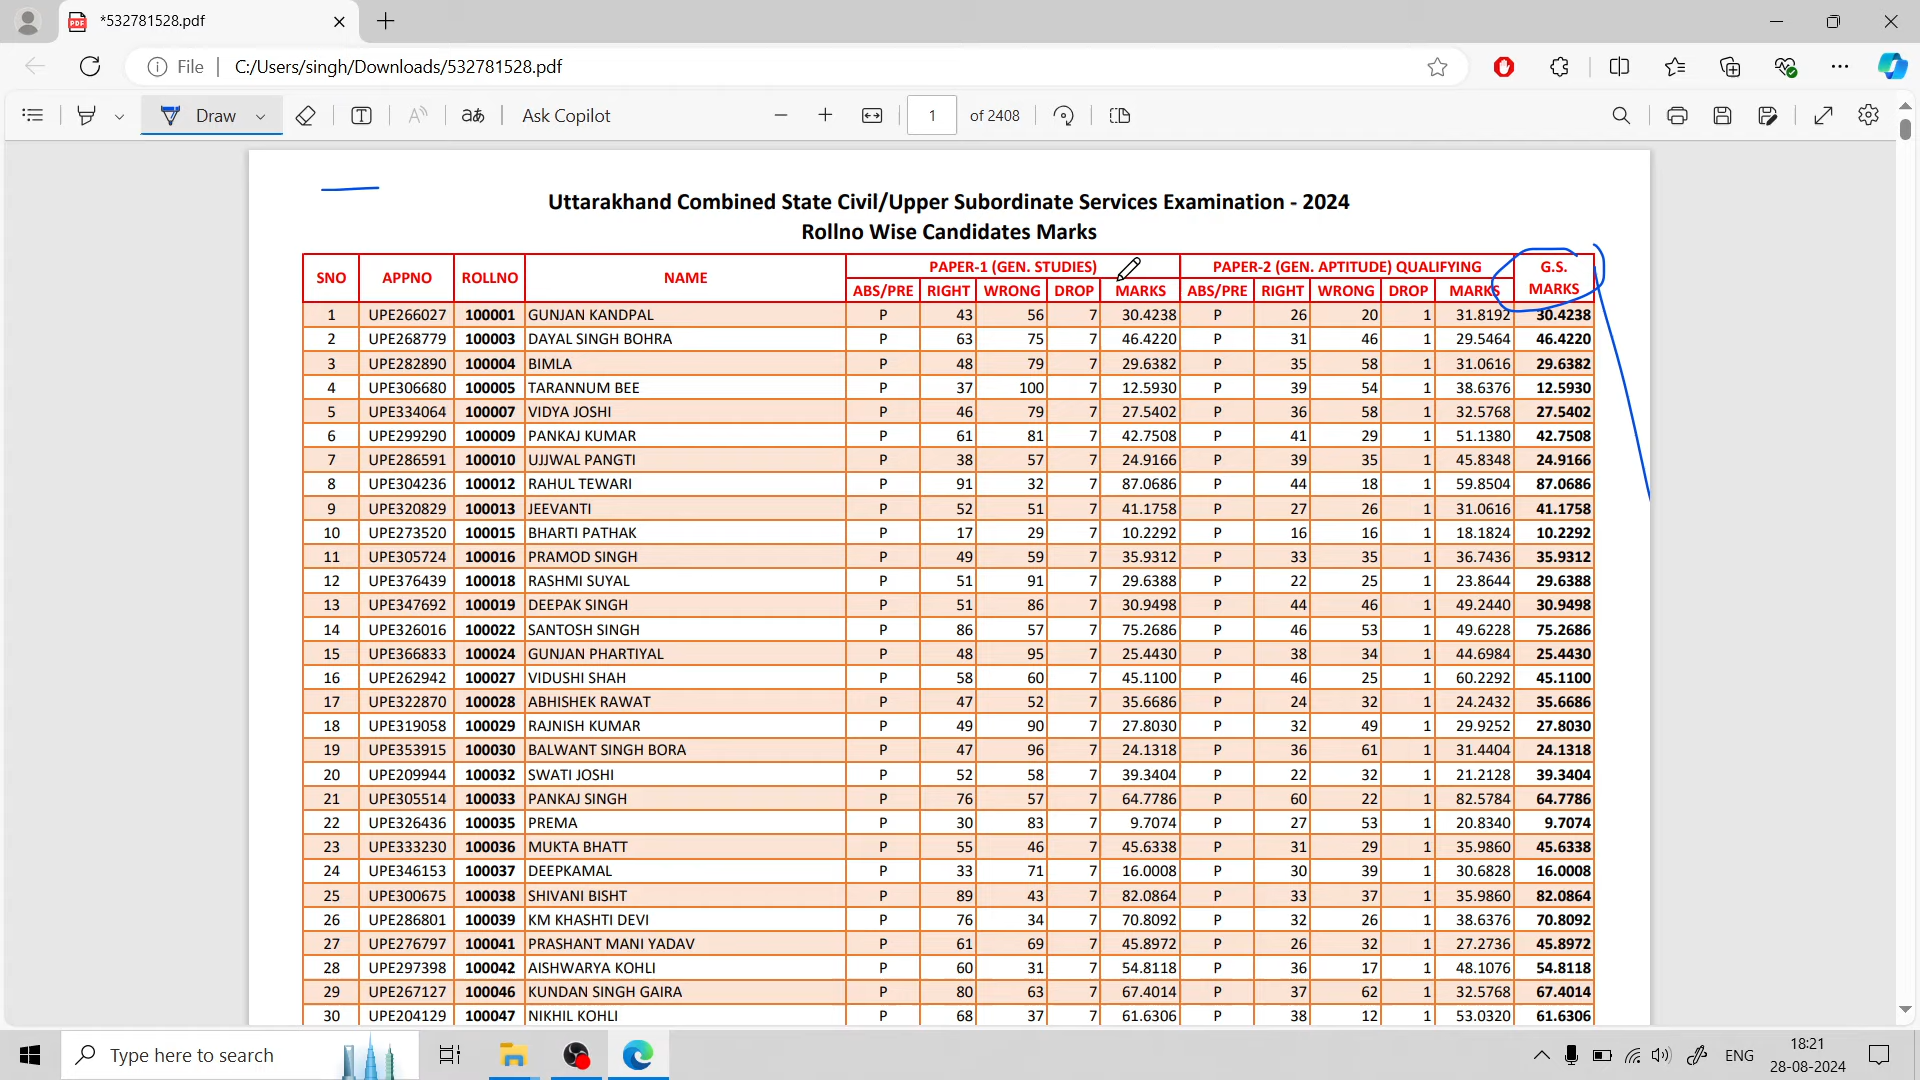 *532781528.pdf
File C:/Users/singh/Downloads/532781528.pdf
Draw aあ Ask Copilot 1 of 2408
Uttarakhand Combined State Civil/Upper Subordinate Services Examination - 2024
Rollno Wise Candidates Marks
SNO APPNO ROLLNO NAME PAPER-1 (GEN. STUDIES) PAPER-2 (GEN. APTITUDE) QUALIFYING G.S. MARKS
ABS/PRE RIGHT WRONG DROP MARKS ABS/PRE RIGHT WRONG DROP MARKS
1 UPE266027 100001 GUNJAN KANDPAL P 43 56 7 30.4238 P 26 20 1 31.8192 30.4238
2 UPE268779 100003 DAYAL SINGH BOHRA P 63 75 7 46.4220 P 31 46 1 29.5464 46.4220
3 UPE282890 100004 BIMLA P 48 79 7 29.6382 P 35 58 1 31.0616 29.6382
4 UPE306680 100005 TARANNUM BEE P 37 100 7 12.5930 P 39 54 1 38.6376 12.5930
5 UPE334064 100007 VIDYA JOSHI P 46 79 7 27.5402 P 36 58 1 32.5768 27.5402
6 UPE299290 100009 PANKAJ KUMAR P 61 81 7 42.7508 P 41 29 1 51.1380 42.7508
7 UPE286591 100010 UJJWAL PANGTI P 38 57 7 24.9166 P 39 35 1 45.8348 24.9166
8 UPE304236 100012 RAHUL TEWARI P 91 32 7 87.0686 P 44 18 1 59.8504 87.0686
9 UPE320829 100013 JEEVANTI P 52 51 7 41.1758 P 27 26 1 31.0616 41.1758
10 UPE273520 100015 BHARTI PATHAK P 17 29 7 10.2292 P 16 16 1 18.1824 10.2292
11 UPE305724 100016 PRAMOD SINGH P 49 59 7 35.9312 P 33 35 1 36.7436 35.9312
12 UPE376439 100018 RASHMI SUYAL P 51 91 7 29.6388 P 22 25 1 23.8644 29.6388
13 UPE347692 100019 DEEPAK SINGH P 51 86 7 30.9498 P 44 46 1 49.2440 30.9498
14 UPE326016 100022 SANTOSH SINGH P 86 57 7 75.2686 P 46 53 1 49.6228 75.2686
15 UPE366833 100024 GUNJAN PHARTIYAL P 48 95 7 25.4430 P 38 34 1 44.6984 25.4430
16 UPE262942 100027 VIDUSHI SHAH P 58 60 7 45.1100 P 46 25 1 60.2292 45.1100
17 UPE322870 100028 ABHISHEK RAWAT P 47 52 7 35.6686 P 24 32 1 24.2432 35.6686
18 UPE319058 100029 RAJNISH KUMAR P 49 90 7 27.8030 P 32 49 1 29.9252 27.8030
19 UPE353915 100030 BALWANT SINGH BORA P 47 96 7 24.1318 P 36 61 1 31.4404 24.1318
20 UPE209944 100032 SWATI JOSHI P 52 58 7 39.3404 P 22 32 1 21.2128 39.3404
21 UPE305514 100033 PANKAJ SINGH P 76 57 7 64.7786 P 60 22 1 82.5784 64.7786
22 UPE326436 100035 PREMA P 30 83 7 9.7074 P 27 53 1 20.8340 9.7074
23 UPE333230 100036 MUKTA BHATT P 55 46 7 45.6338 P 31 29 1 35.9860 45.6338
24 UPE346153 100037 DEEPKAMAL P 33 71 7 16.0008 P 30 39 1 30.6828 16.0008
25 UPE300675 100038 SHIVANI BISHT P 89 43 7 82.0864 P 33 37 1 35.9860 82.0864
26 UPE286801 100039 KM KHASHTI DEVI P 76 34 7 70.8092 P 32 26 1 38.6376 70.8092
27 UPE276797 100041 PRASHANT MANI YADAV P 61 69 7 45.8972 P 26 32 1 27.2736 45.8972
28 UPE297398 100042 AISHWARYA KOHLI P 60 31 7 54.8118 P 36 17 1 48.1076 54.8118
29 UPE267127 100046 KUNDAN SINGH GAIRA P 80 63 7 67.4014 P 37 62 1 32.5768 67.4014
30 UPE204129 100047 NIKHIL KOHLI P 68 37 7 61.6306 P 38 12 1 53.0320 61.6306
Type here to search
ENG
18:21
28-08-2024